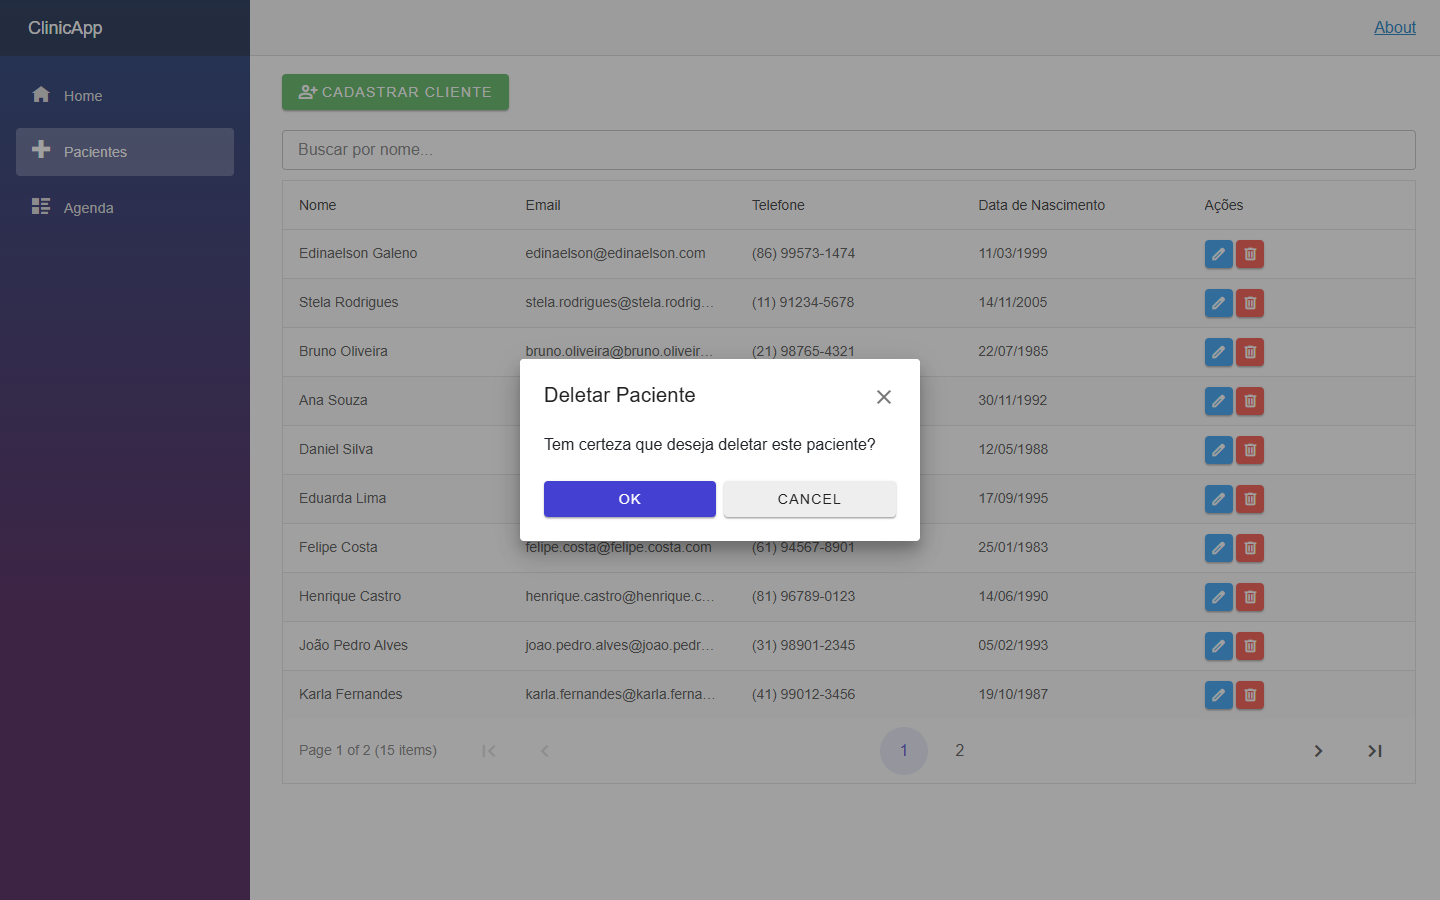 ClinicApp
About
Home
Pacientes
Agenda
CADASTRAR CLIENTE
Buscar por nome...
Nome Email Telefone Data de Nascimento Ações
Edinaelson Galeno edinaelson@edinaelson.com (86) 99573-1474 11/03/1999
Stela Rodrigues stela.rodrigues@stela.rodrig... (11) 91234-5678 14/11/2005
Bruno Oliveira bruno.oliveira@bruno.oliveir... (21) 98765-4321 22/07/1985
Ana Souza 30/11/1992
Daniel Silva 12/05/1988
Eduarda Lima 17/09/1995
Felipe Costa felipe.costa@felipe.costa.com (61) 94567-8901 25/01/1983
Henrique Castro henrique.castro@henrique.c... (81) 96789-0123 14/06/1990
João Pedro Alves joao.pedro.alves@joao.pedr... (31) 98901-2345 05/02/1993
Karla Fernandes karla.fernandes@karla.ferna... (41) 99012-3456 19/10/1987
Page 1 of 2 (15 items) 1 2
Deletar Paciente
Tem certeza que deseja deletar este paciente?
OK CANCEL